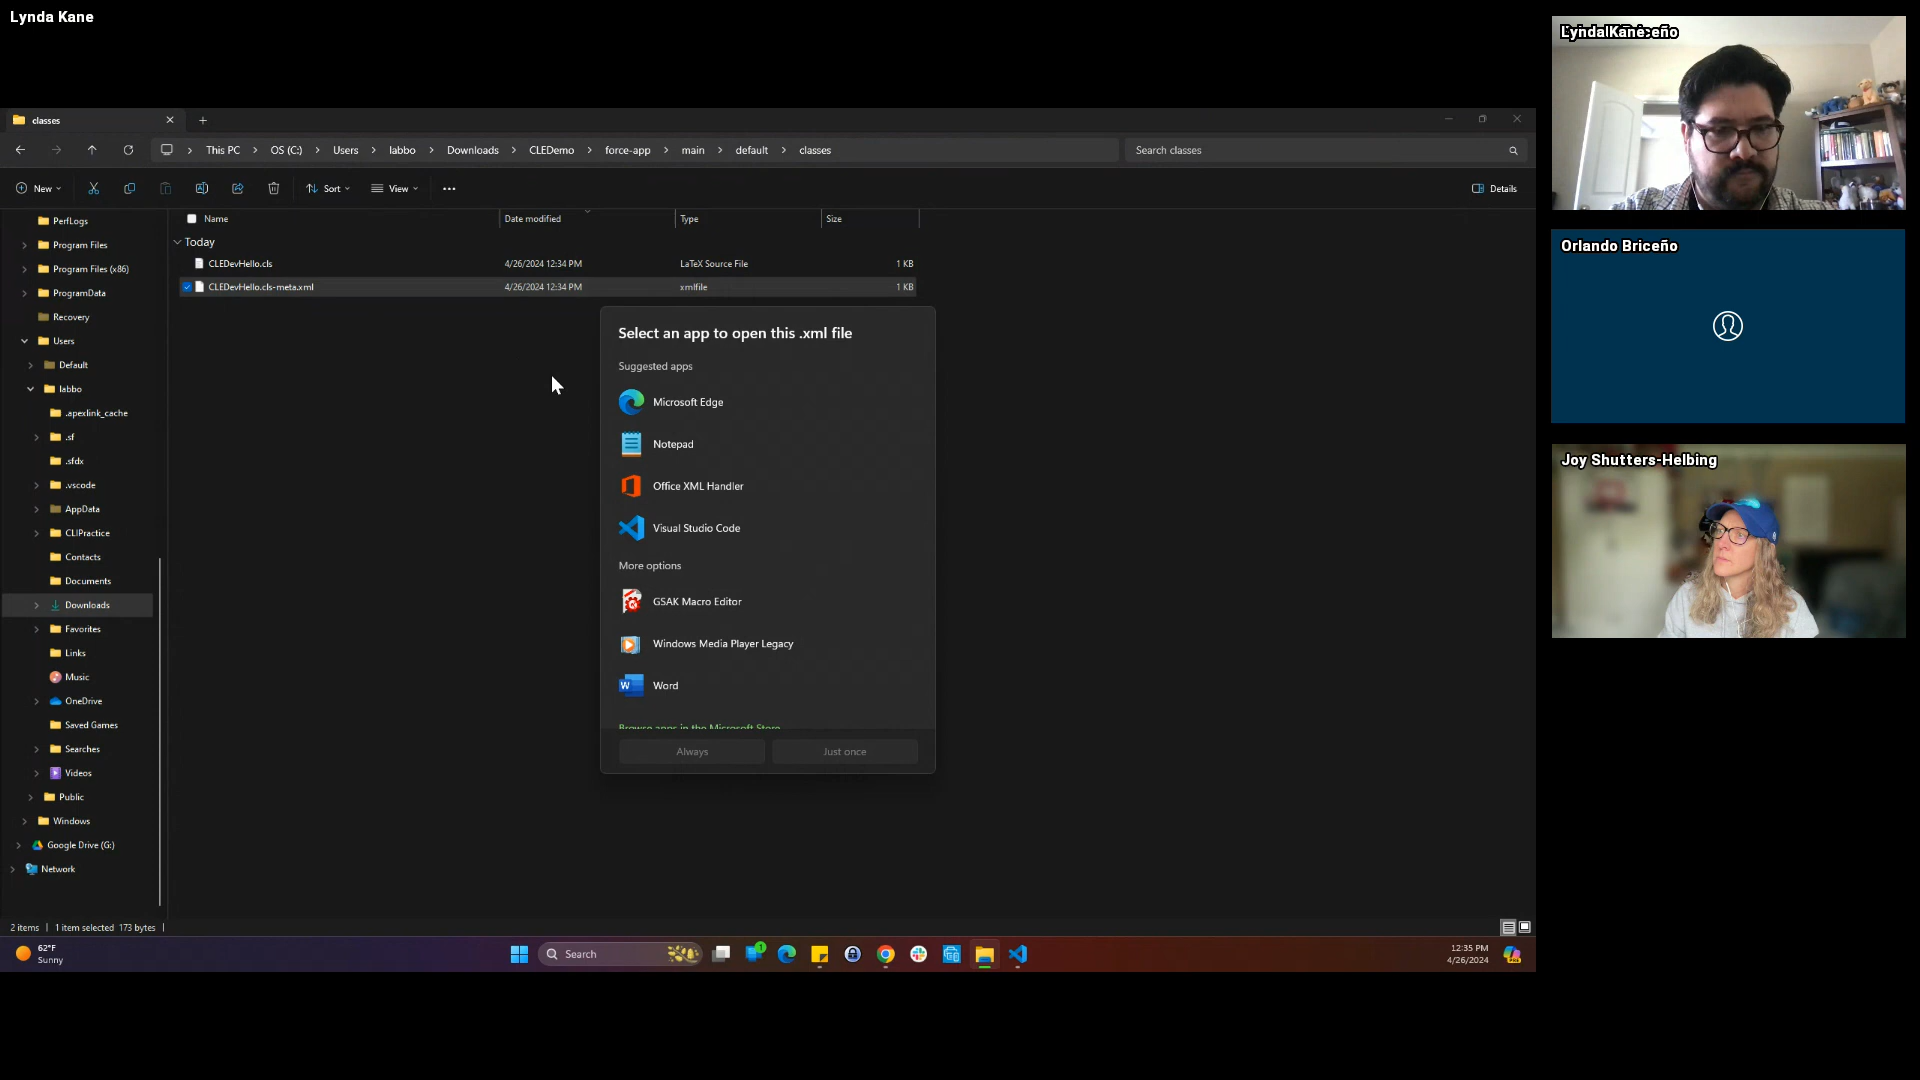 Lynda Kane
classes
This PC
OS (C:)
Users
labbo
Downloads
CLEDemo
force-app
main
default
classes
Search classes
New
Sort
View
Details
PerfLogs
Program Files
Program Files (x86)
ProgramData
Recovery
Users
Default
labbo
.apexlink_cache
.sf
.sfdx
.vscode
AppData
CLIPractice
Contacts
Documents
Downloads
Favorites
Links
Music
OneDrive
Saved Games
Searches
Videos
Public
Windows
Google Drive (G:)
Network
Name Date modified Type Size
Today
CLEDevHello.cls 4/26/2024 12:34 PM LaTeX Source File 1 KB
CLEDevHello.cls-meta.xml 4/26/2024 12:34 PM xmlfile 1 KB
Select an app to open this .xml file
Suggested apps
Microsoft Edge
Notepad
Office XML Handler
Visual Studio Code
More options
GSAK Macro Editor
Windows Media Player Legacy
Word
Browse apps in the Microsoft Store
Always Just once
2 items 1 item selected 173 bytes
62°F
Sunny
Search
1
12:35 PM
4/26/2024
Orlando Briceño
Joy Shutters-Helbing